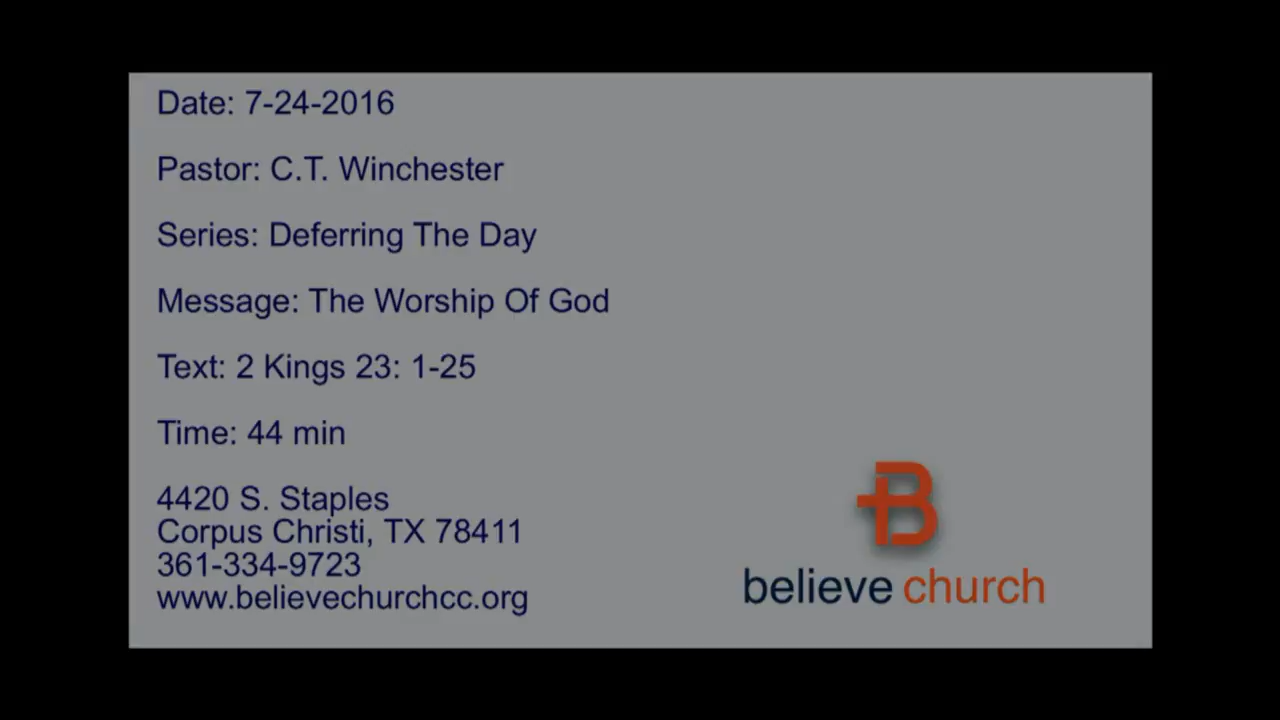 Date: 7-24-2016
Pastor: C.T. Winchester
Series: Deferring The Day
Message: The Worship Of God
Text: 2 Kings 23: 1-25
Time: 44 min
4420 S. Staples
Corpus Christi, TX 78411
361-334-9723
www.believechurchcc.org
B
believe church